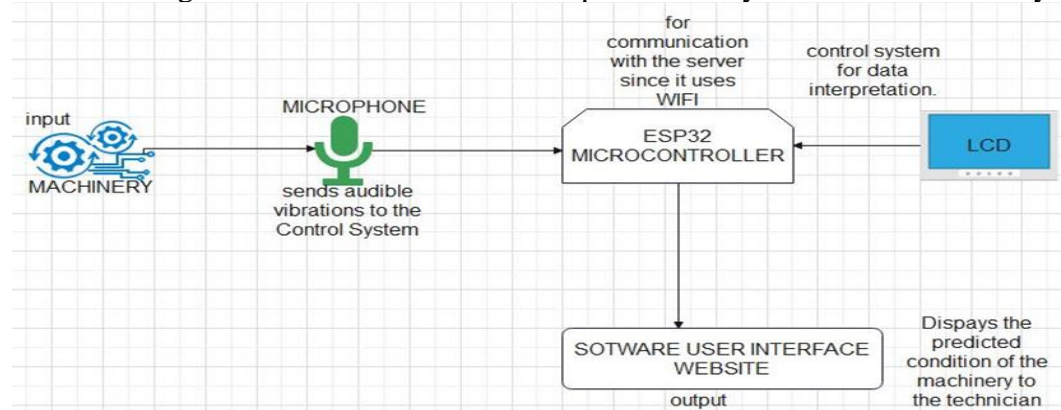 for
communication
with the server
since it uses
WIFI
control system
for data
interpretation.
input
MICROPHONE
ESP32
MICROCONTROLLER
LCD
MACHINERY
sends audible
vibrations to the
Control System
SOTWARE USER INTERFACE
WEBSITE
output
Dispays the
predicted
condition of the
machinery to
the technician